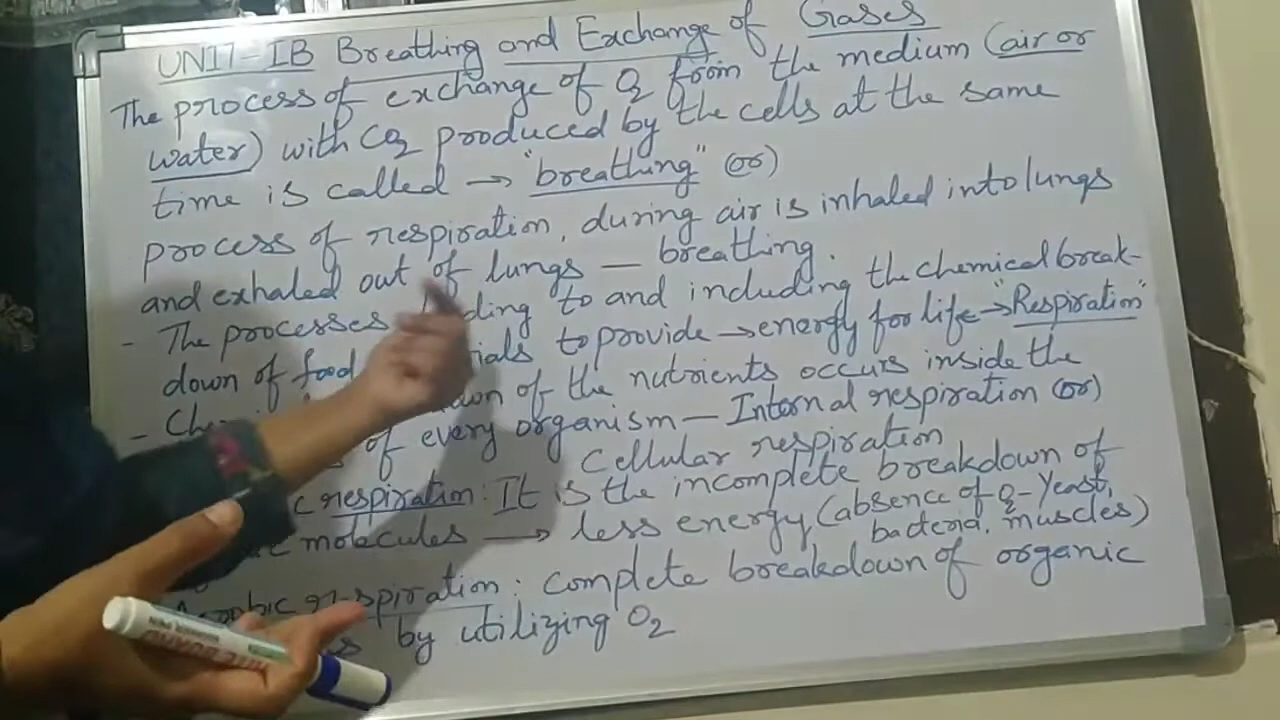 UNIT-IB Breathing and Exchange of Gases
The process of exchange of O2 from the medium (air or
water) with CO2 produced by the cells at the same
time is called → "breathing" (or)
process of respiration, during air is inhaled into lungs
and exhaled out of lungs — breathing.
- The processes ding to and including the chemical break-
down of food ials to provide → energy for life → "Respiration"
- Che down of the nutrients occurs inside the
of every organism — Internal respiration (or)
Cellular respiration
c respiration: It is the incomplete breakdown of
molecules → less energy (absence of O2 - Yeast,
bacteria, muscles)
respiration: complete breakdown of organic
by utilizing O2